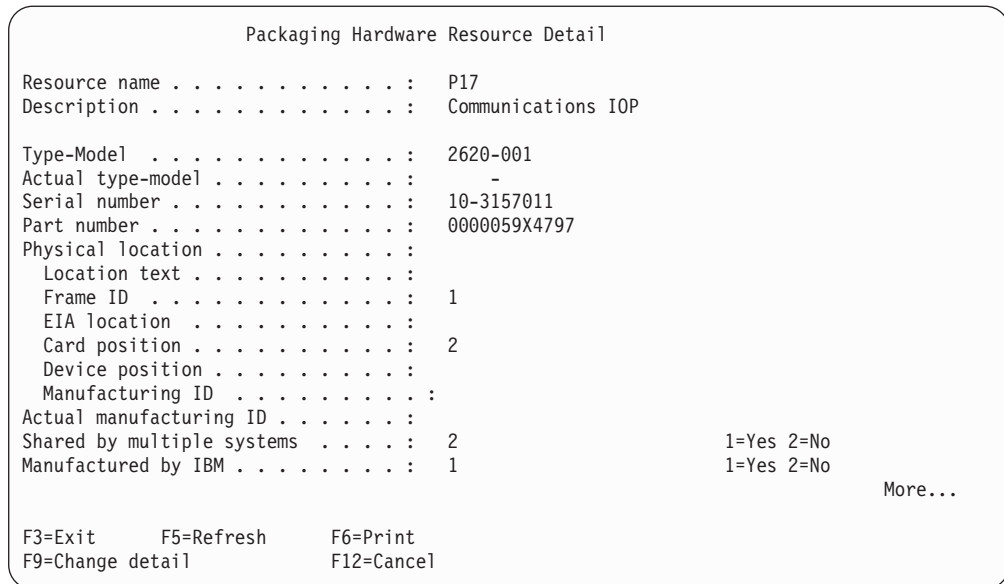 Packaging Hardware Resource Detail
Resource name . . . . . . . . . . . : P17
Description . . . . . . . . . . . . : Communications IOP
Type-Model . . . . . . . . . . . . : 2620-001
Actual type-model . . . . . . . . . : -
Serial number . . . . . . . . . . . : 10-3157011
Part number . . . . . . . . . . . . : 0000059X4797
Physical location . . . . . . . . . :
Location text . . . . . . . . . . :
Frame ID . . . . . . . . . . . . : 1
EIA location . . . . . . . . . . :
Card position . . . . . . . . . . : 2
Device position . . . . . . . . . :
Manufacturing ID . . . . . . . . . :
Actual manufacturing ID . . . . . . :
Shared by multiple systems . . . . : 2 1=Yes 2=No
Manufactured by IBM . . . . . . . . : 1 1=Yes 2=No
More...
F3=Exit F5=Refresh F6=Print
F9=Change detail F12=Cancel